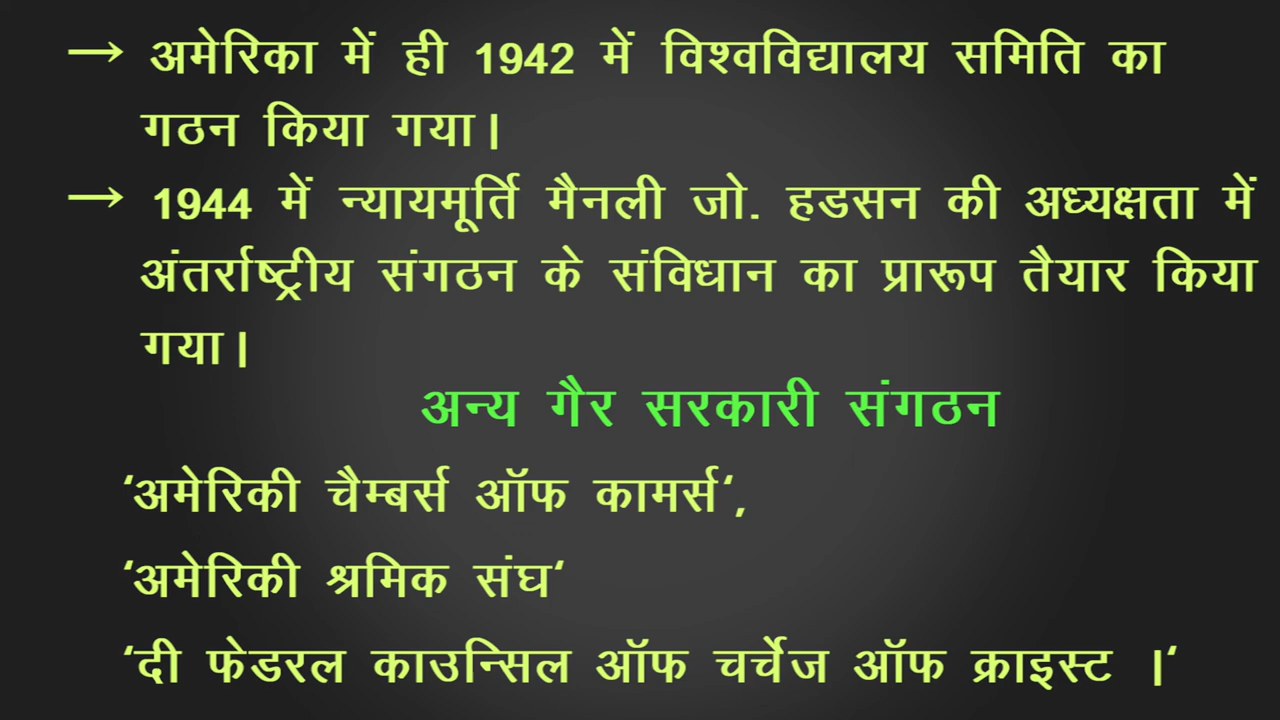 → अमेरिका में ही 1942 में विश्वविद्यालय समिति का
गठन किया गया।
→ 1944 में न्यायमूर्ति मैनली जो. हडसन की अध्यक्षता में
अंतर्राष्ट्रीय संगठन के संविधान का प्रारूप तैयार किया
गया।
अन्य गैर सरकारी संगठन
‘अमेरिकी चैम्बर्स ऑफ कामर्स‘,
‘अमेरिकी श्रमिक संघ‘
‘दी फेडरल काउन्सिल ऑफ चर्चेज ऑफ क्राइस्ट ।‘